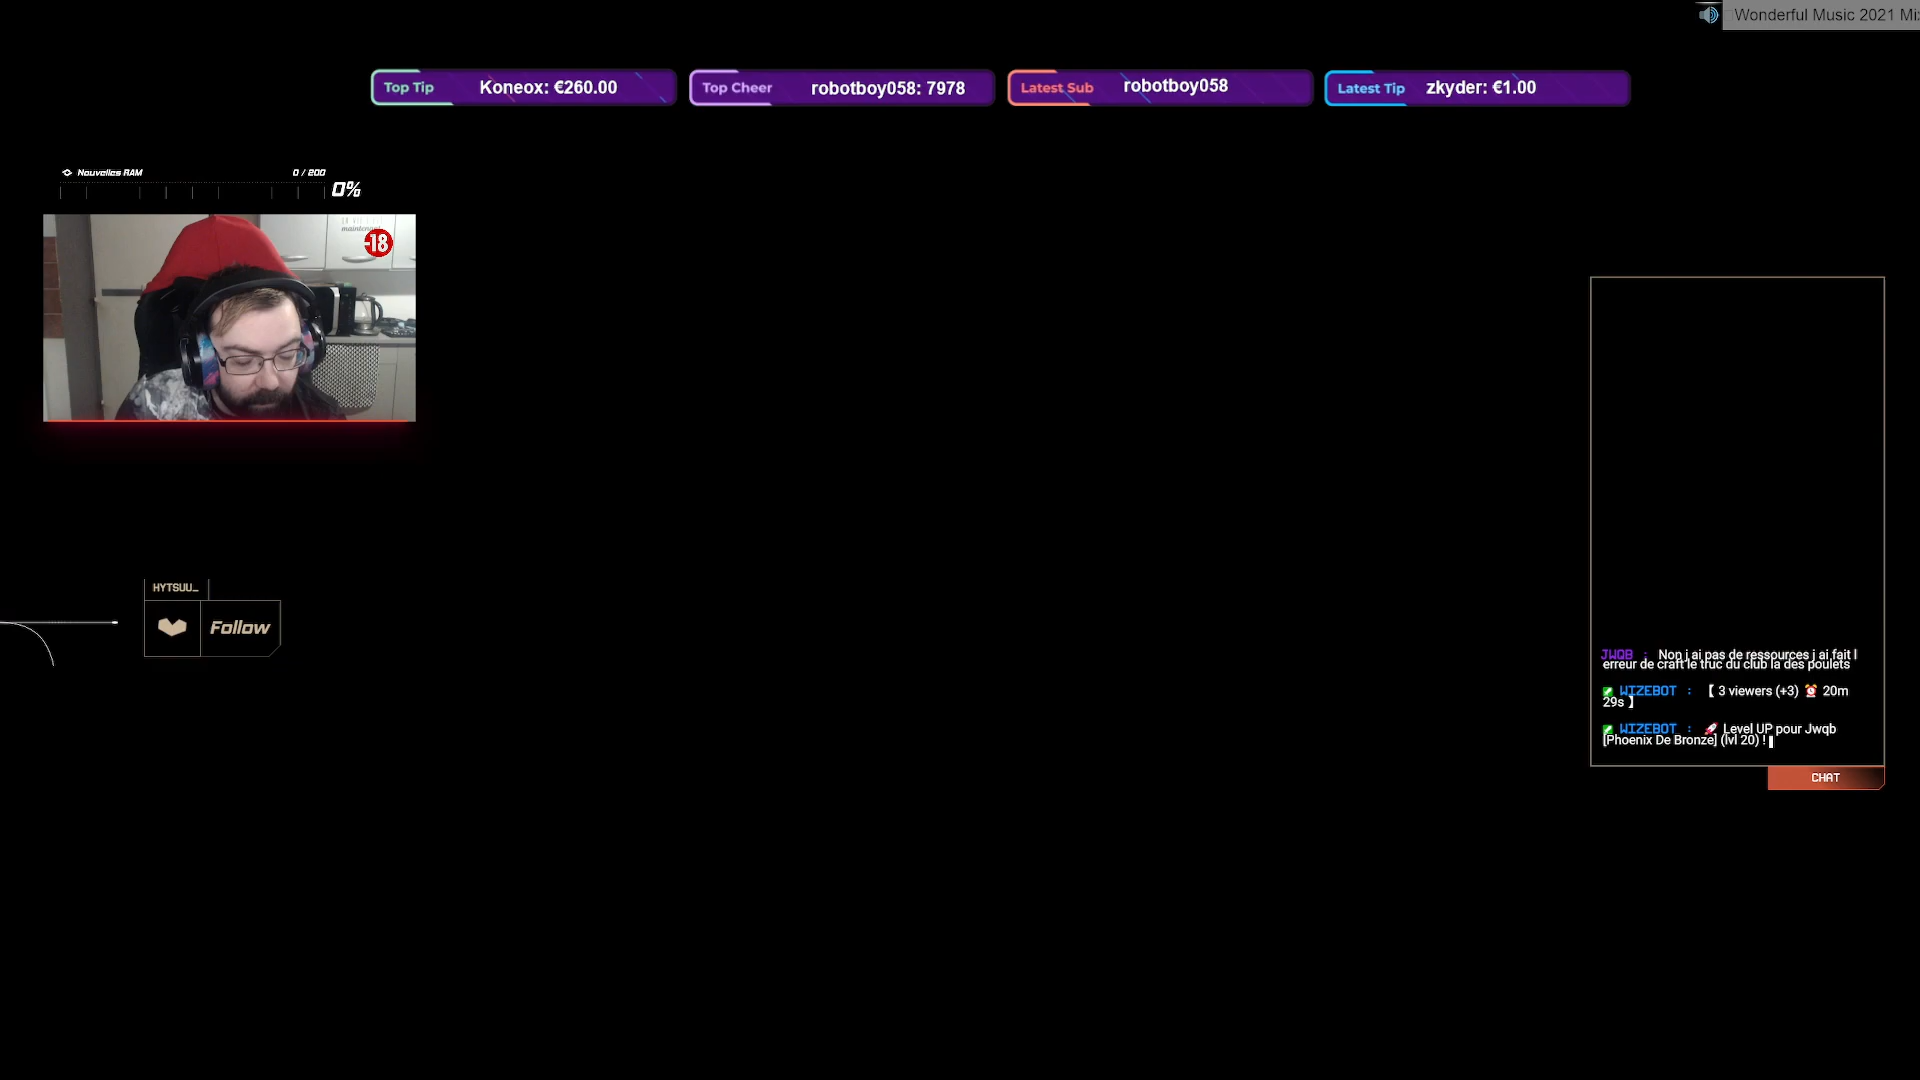 Wonderful Music 2021 Mi
Top Tip Koneox: €260.00
Top Cheer robotboy058: 7978
Latest Sub robotboy058
Latest Tip zkyder: €1.00
Nouvelles RAM 0 / 200
0%
maintenant
-18
HYTSUU_
Follow
JWQB : Non j ai pas de ressources j ai fait l
erreur de craft le truc du club la des poulets
WIZEBOT : 【 3 viewers (+3) ⏰ 20m
29s 】
WIZEBOT : 🚀 Level UP pour Jwqb
[Phoenix De Bronze] (lvl 20) !
CHAT